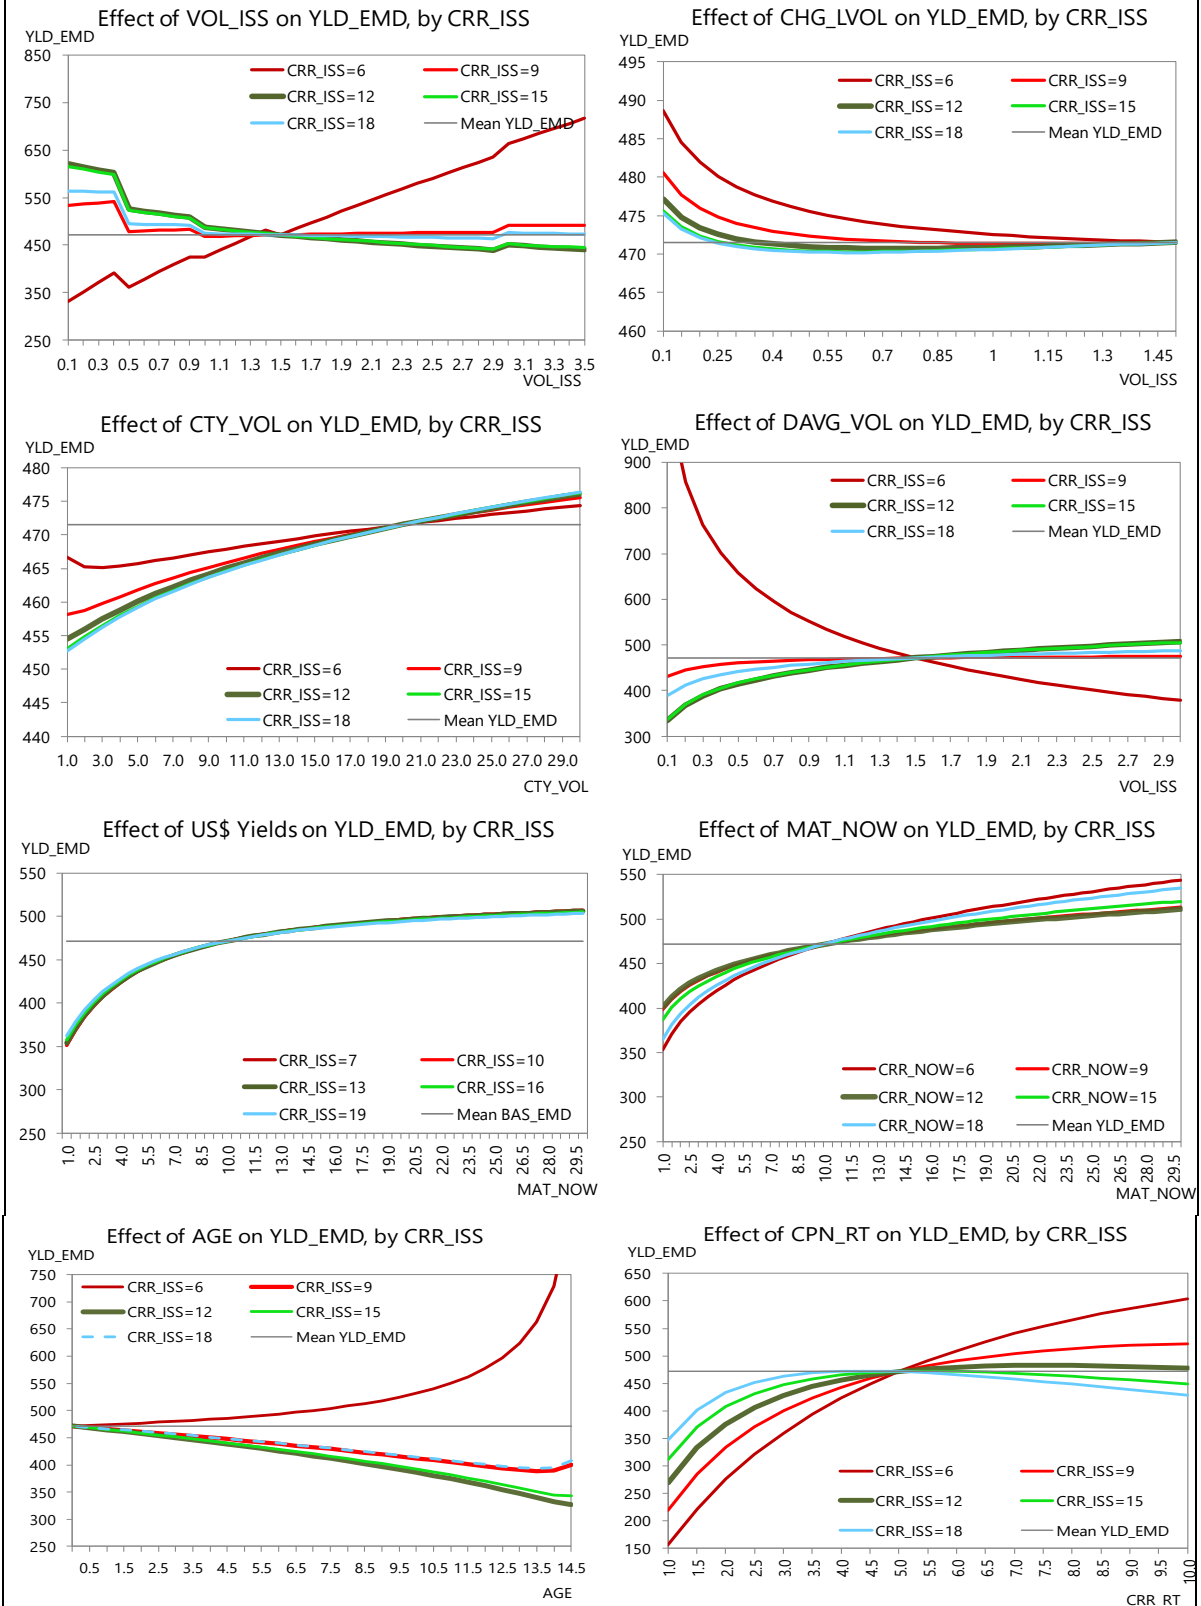 Effect of VOL_ISS on YLD_EMD, by CRR_ISS
YLD_EMD
850
750
650
550
450
350
250
CRR_ISS=6
CRR_ISS=9
CRR_ISS=12
CRR_ISS=15
CRR_ISS=18
Mean YLD_EMD
0.1 0.3 0.5 0.7 0.9 1.1 1.3 1.5 1.7 1.9 2.1 2.3 2.5 2.7 2.9 3.1 3.3 3.5
VOL_ISS
Effect of CHG_LVOL on YLD_EMD, by CRR_ISS
YLD_EMD
495
490
485
480
475
470
465
460
CRR_ISS=6
CRR_ISS=9
CRR_ISS=12
CRR_ISS=15
CRR_ISS=18
Mean YLD_EMD
0.1 0.25 0.4 0.55 0.7 0.85 1 1.15 1.3 1.45
VOL_ISS
Effect of CTY_VOL on YLD_EMD, by CRR_ISS
YLD_EMD
480
475
470
465
460
455
450
445
440
CRR_ISS=6
CRR_ISS=9
CRR_ISS=12
CRR_ISS=15
CRR_ISS=18
Mean YLD_EMD
1.0 3.0 5.0 7.0 9.0 11.0 13.0 15.0 17.0 19.0 21.0 23.0 25.0 27.0 29.0
CTY_VOL
Effect of DAVG_VOL on YLD_EMD, by CRR_ISS
YLD_EMD
900
800
700
600
500
400
300
CRR_ISS=6
CRR_ISS=9
CRR_ISS=12
CRR_ISS=15
CRR_ISS=18
Mean YLD_EMD
0.1 0.3 0.5 0.7 0.9 1.1 1.3 1.5 1.7 1.9 2.1 2.3 2.5 2.7 2.9
VOL_ISS
Effect of US$ Yields on YLD_EMD, by CRR_ISS
YLD_EMD
550
500
450
400
350
300
250
CRR_ISS=7
CRR_ISS=10
CRR_ISS=13
CRR_ISS=16
CRR_ISS=19
Mean BAS_EMD
1.0 2.5 4.0 5.5 7.0 8.5 10.0 11.5 13.0 14.5 16.0 17.5 19.0 20.5 22.0 23.5 25.0 26.5 28.0 29.5
MAT_NOW
Effect of MAT_NOW on YLD_EMD, by CRR_ISS
YLD_EMD
550
500
450
400
350
300
250
CRR_NOW=6
CRR_NOW=9
CRR_NOW=12
CRR_NOW=15
CRR_NOW=18
Mean YLD_EMD
1.0 2.5 4.0 5.5 7.0 8.5 10.0 11.5 13.0 14.5 16.0 17.5 19.0 20.5 22.0 23.5 25.0 26.5 28.0 29.5
MAT_NOW
Effect of AGE on YLD_EMD, by CRR_ISS
YLD_EMD
750
700
650
600
550
500
450
400
350
300
250
CRR_ISS=6
CRR_ISS=9
CRR_ISS=12
CRR_ISS=15
CRR_ISS=18
Mean YLD_EMD
0.5 1.5 2.5 3.5 4.5 5.5 6.5 7.5 8.5 9.5 10.5 11.5 12.5 13.5 14.5
AGE
Effect of CPN_RT on YLD_EMD, by CRR_ISS
YLD_EMD
650
600
550
500
450
400
350
300
250
200
150
CRR_ISS=6
CRR_ISS=9
CRR_ISS=12
CRR_ISS=15
CRR_ISS=18
Mean YLD_EMD
1.0 1.5 2.0 2.5 3.0 3.5 4.0 4.5 5.0 5.5 6.0 6.5 7.0 7.5 8.0 8.5 9.0 9.5 10.0
CRR_RT